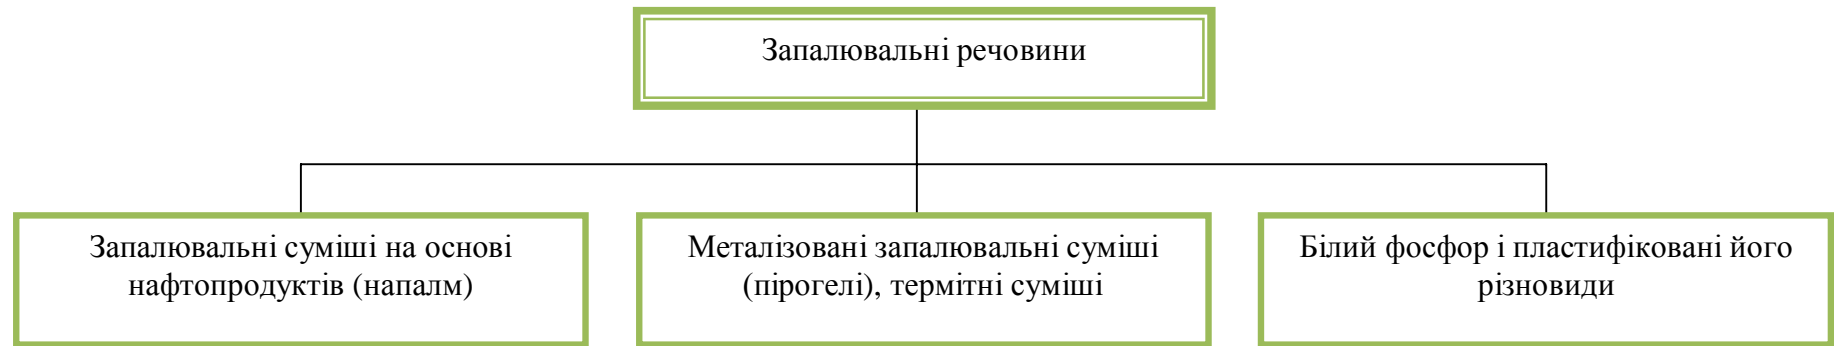 Запалювальні речовини
Запалювальні суміші на основі
нафтопродуктів (напалм)
Металізовані запалювальні суміші
(пірогелі), термітні суміші
Білий фосфор і пластифіковані його
різновиди